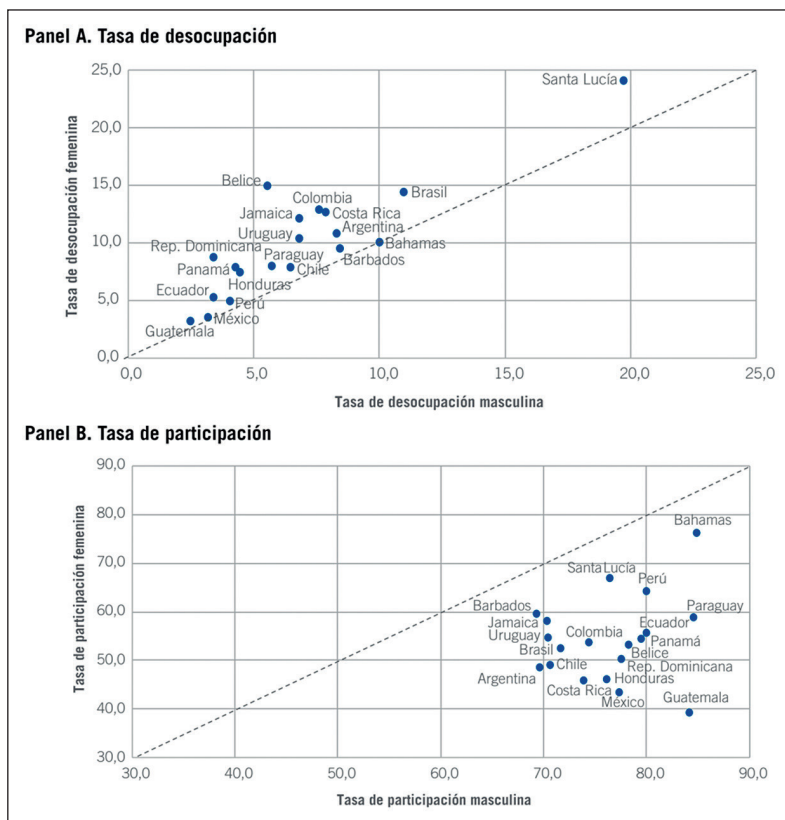 Panel A. Tasa de desocupación
25,0
20,0
15,0
10,0
5,0
0,0
Tasa de desocupación femenina
Santa Lucía
Belice
Brasil
Colombia
Jamaica
Costa Rica
Uruguay
Argentina
Rep. Dominicana
Bahamas
Paraguay
Barbados
Panamá
Chile
Honduras
Ecuador
Perú
México
Guatemala
0,0 5,0 10,0 15,0 20,0 25,0
Tasa de desocupación masculina
Panel B. Tasa de participación
90,0
80,0
70,0
60,0
50,0
40,0
30,0
Tasa de participación femenina
Bahamas
Santa Lucía
Perú
Barbados
Paraguay
Jamaica
Ecuador
Uruguay
Colombia
Panamá
Brasil
Belice
Chile
Rep. Dominicana
Argentina
Honduras
Costa Rica
México
Guatemala
30,0 40,0 50,0 60,0 70,0 80,0 90,0
Tasa de participación masculina